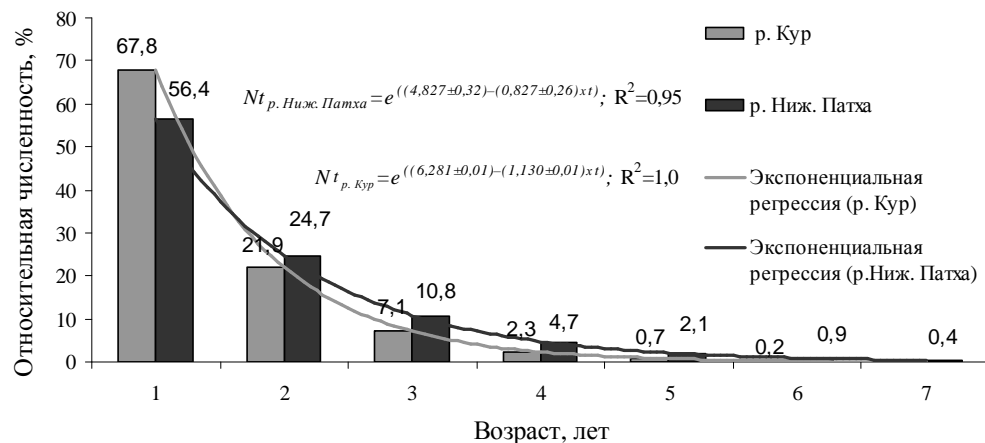 Относительная численность, %
80
70
60
50
40
30
20
10
0
67,8
56,4
21,9
24,7
7,1
10,8
2,3
4,7
0,7
2,1
0,2
0,9
0,4
Nt р. Ниж. Патха=e^((4,827±0,32)–(0,827±0,26)xt); R²=0,95
Nt р. Кур=e^((6,281±0,01)–(1,130±0,01)xt); R²=1,0
р. Кур
р. Ниж. Патха
Экспоненциальная
регрессия (р. Кур)
Экспоненциальная
регрессия (р.Ниж. Патха)
1 2 3 4 5 6 7
Возраст, лет